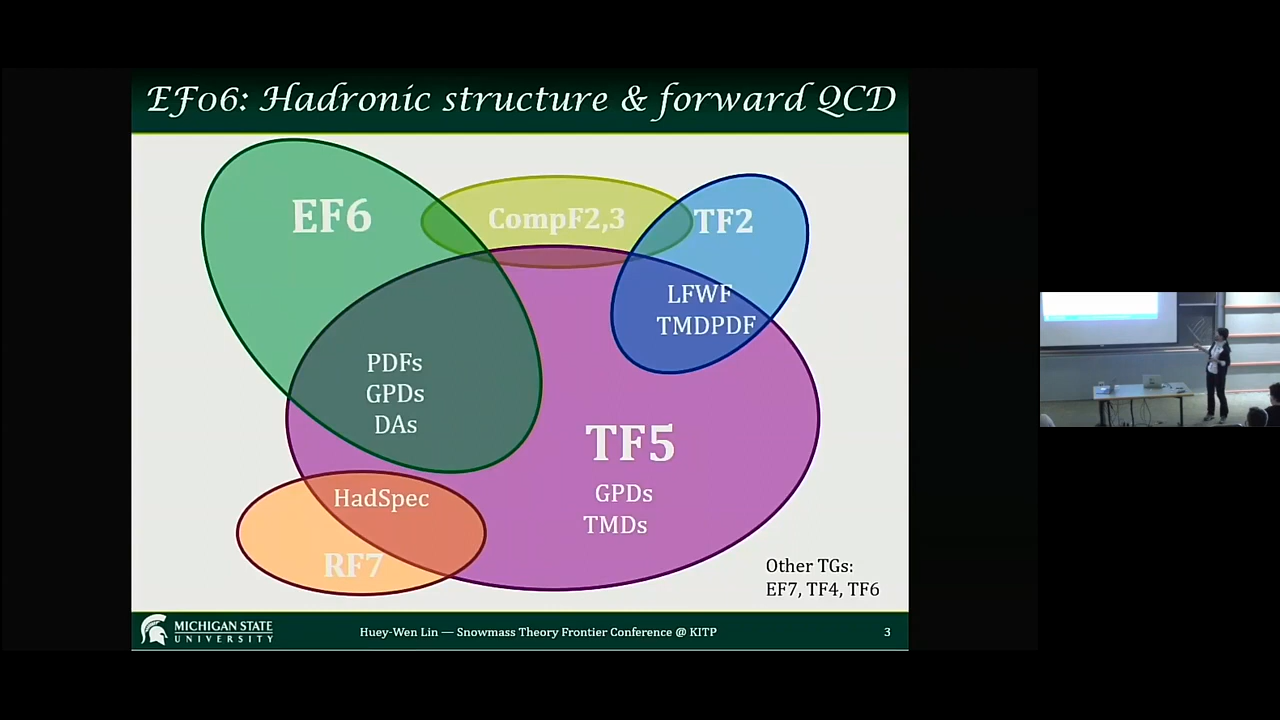 EF06: Hadronic structure & forward QCD
EF6
CompF2,3
TF2
LFWF
TMDPDF
PDFs
GPDs
DAs
TF5
GPDs
TMDs
HadSpec
RF7
Other TGs:
EF7, TF4, TF6
MICHIGAN STATE
UNIVERSITY
Huey-Wen Lin — Snowmass Theory Frontier Conference @ KITP
3